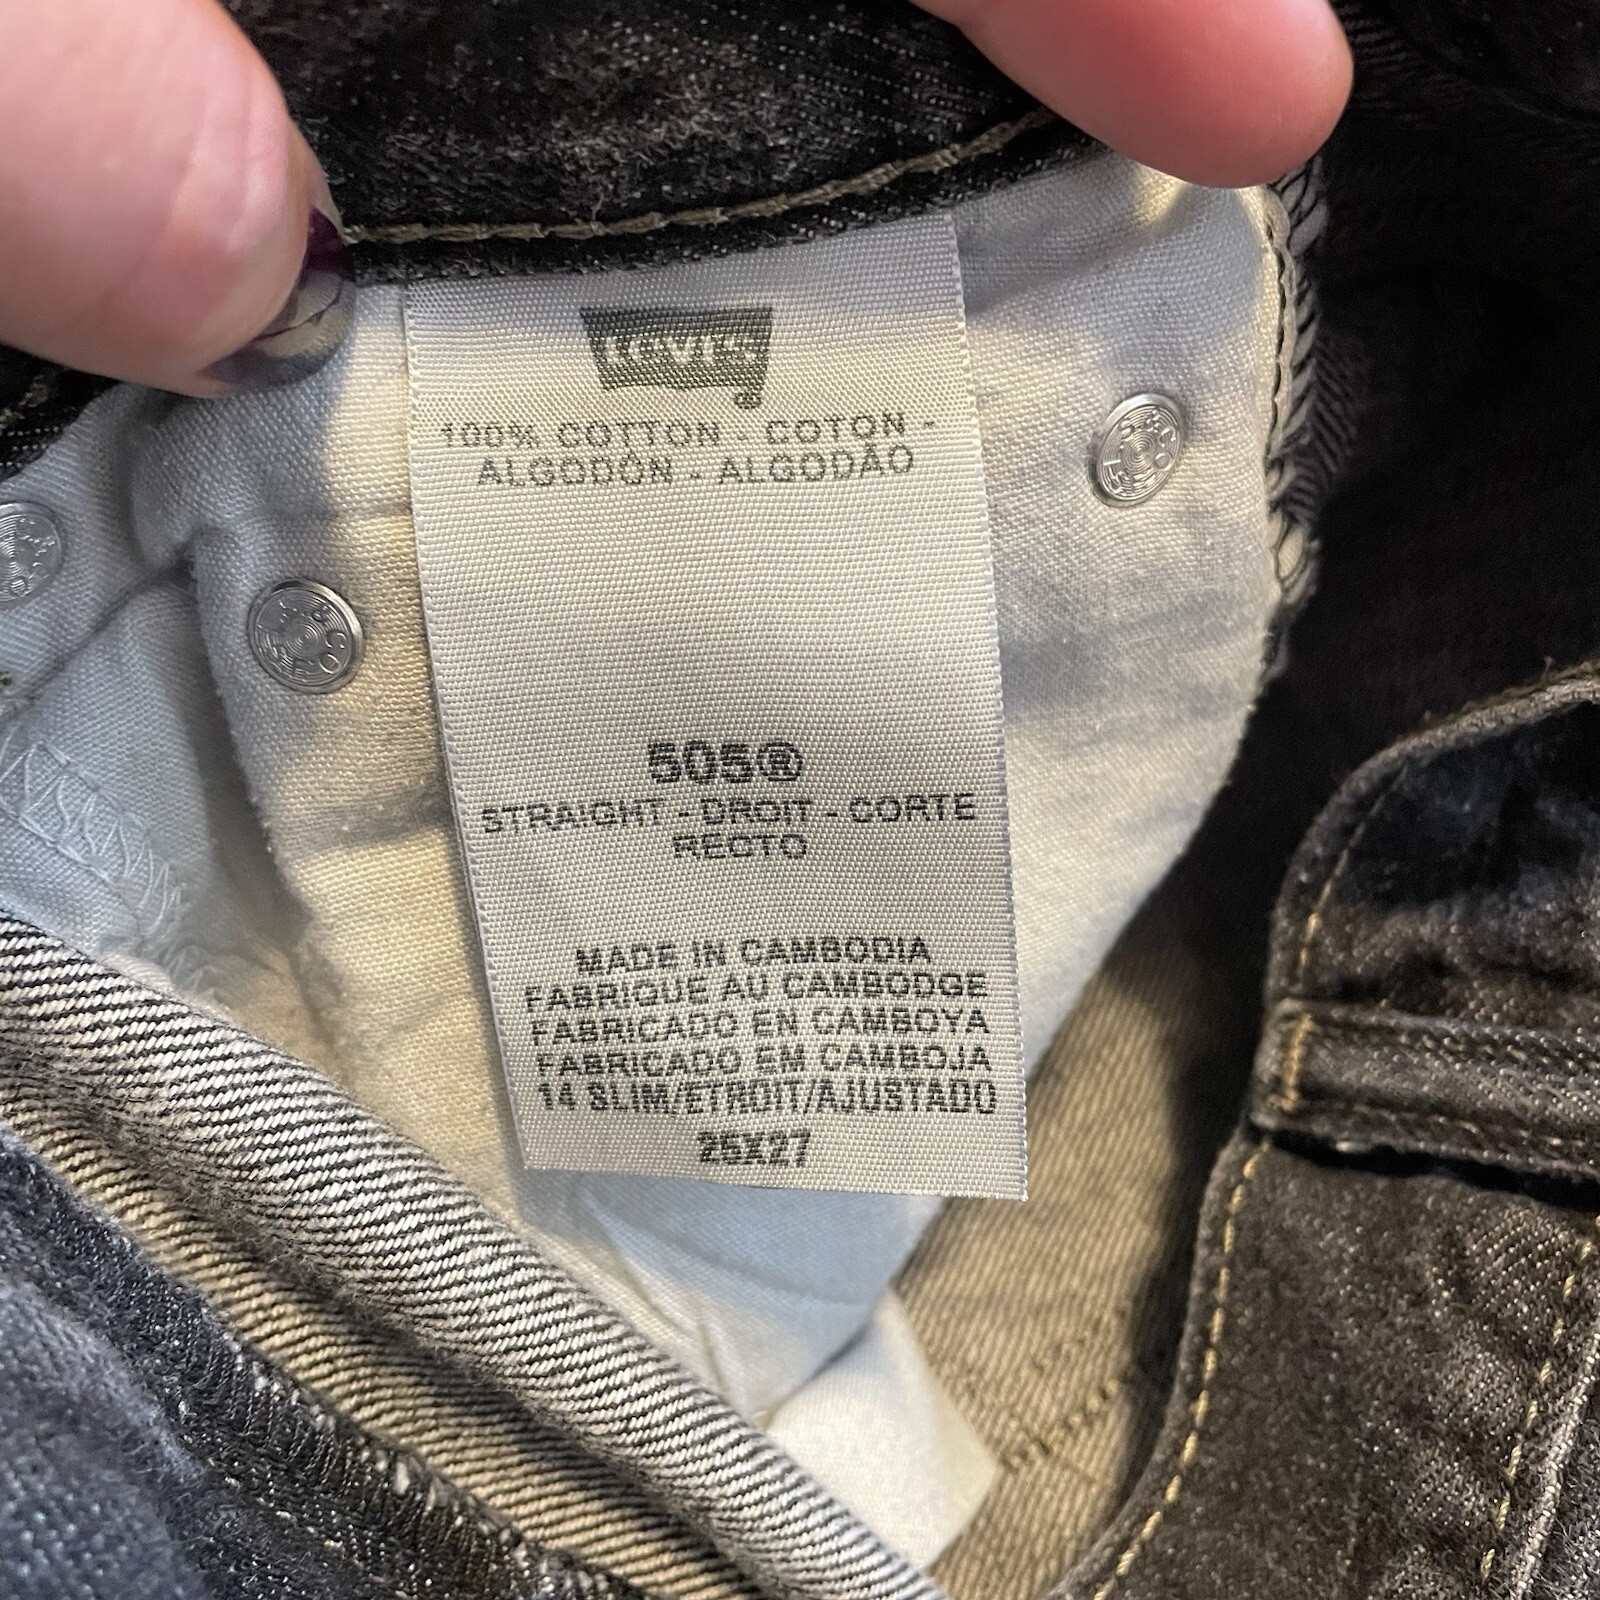 Levi's
®
100% COTTON - COTON -
ALGODÓN - ALGODÃO
505®
STRAIGHT - DROIT - CORTE
RECTO
MADE IN CAMBODIA
FABRIQUE AU CAMBODGE
FABRICADO EN CAMBOYA
FABRICADO EM CAMBOJA
14 SLIM/ETROIT/AJUSTADO
25X27